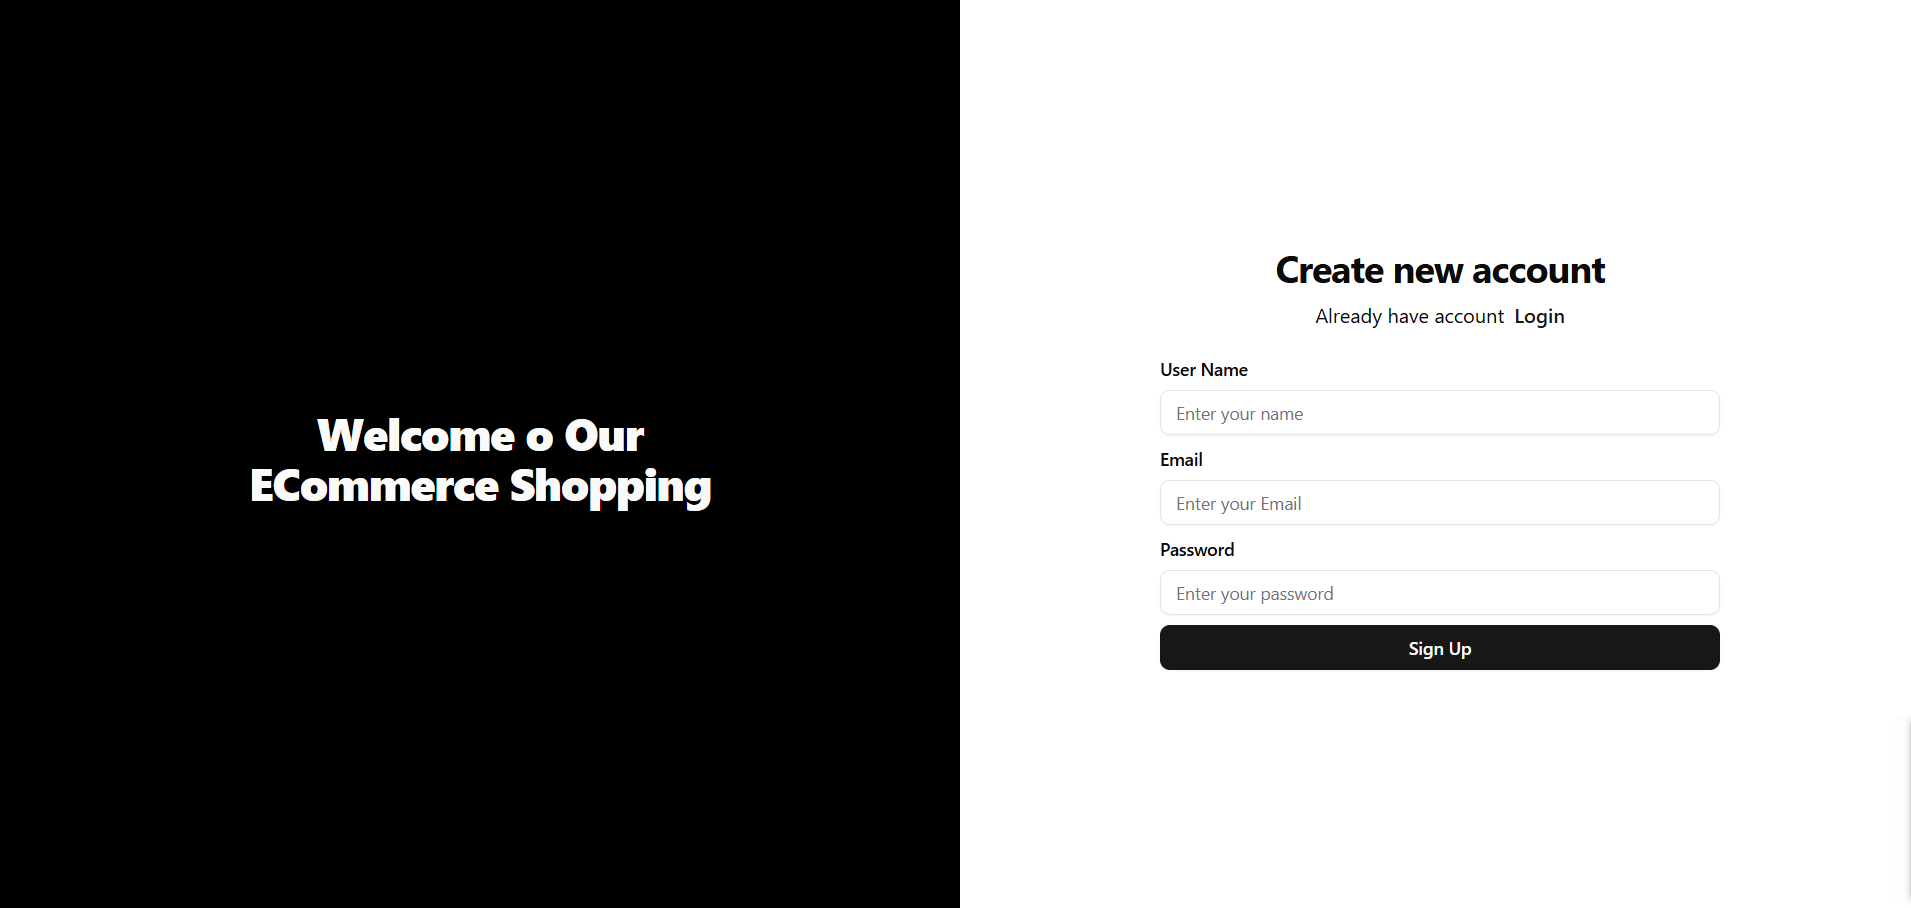 Welcome o Our
ECommerce Shopping
Create new account
Already have account Login
User Name
Enter your name
Email
Enter your Email
Password
Enter your password
Sign Up